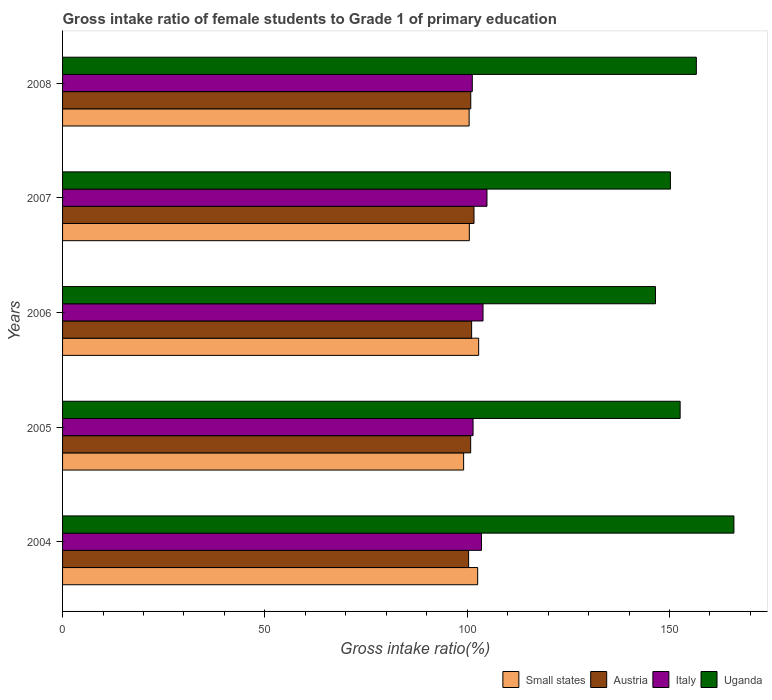 Gross intake ratio of female students to Grade 1 of primary education
2008
2007
2006
2005
2004
Years
0
50
100
150
Gross intake ratio(%)
Small states
Austria
Italy
Uganda